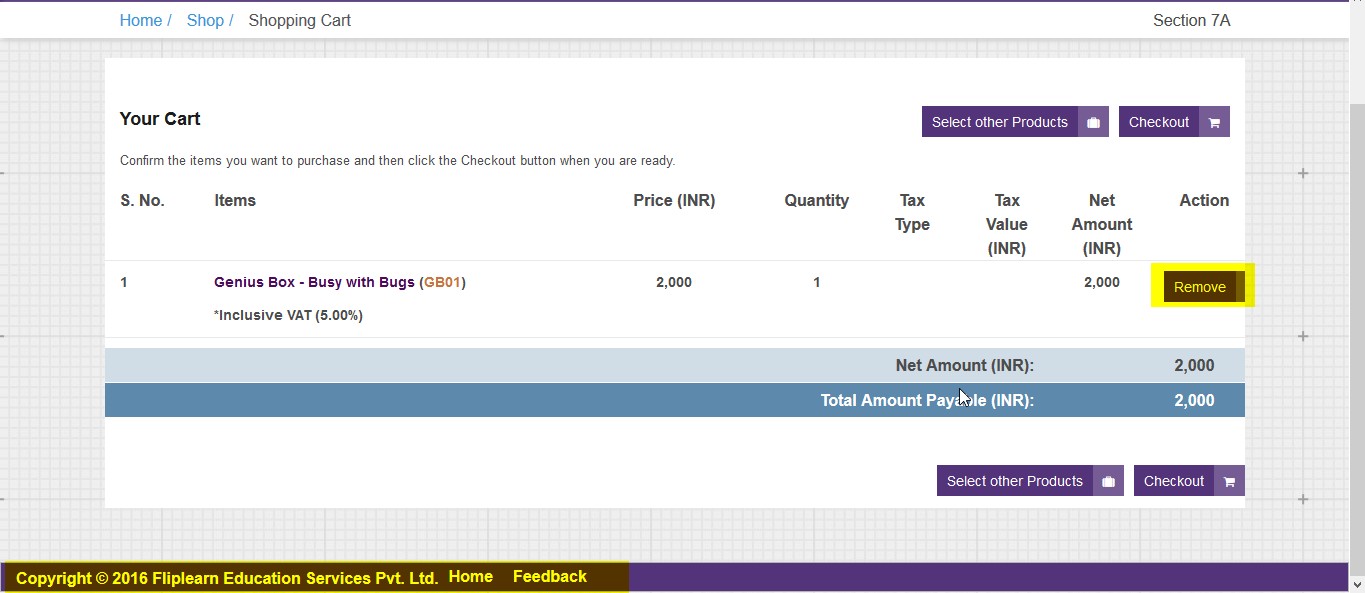 Home / Shop / Shopping Cart Section 7A
Your Cart Select other Products Checkout
Confirm the items you want to purchase and then click the Checkout button when you are ready.
S. No. Items Price (INR) Quantity Tax Tax Net Action
Type Value Amount
(INR) (INR)
1 Genius Box - Busy with Bugs (GB01) 2,000 1 2,000 Remove
*Inclusive VAT (5.00%)
Net Amount (INR): 2,000
Total Amount Payable (INR): 2,000
Select other Products Checkout
Copyright © 2016 Fliplearn Education Services Pvt. Ltd. Home Feedback